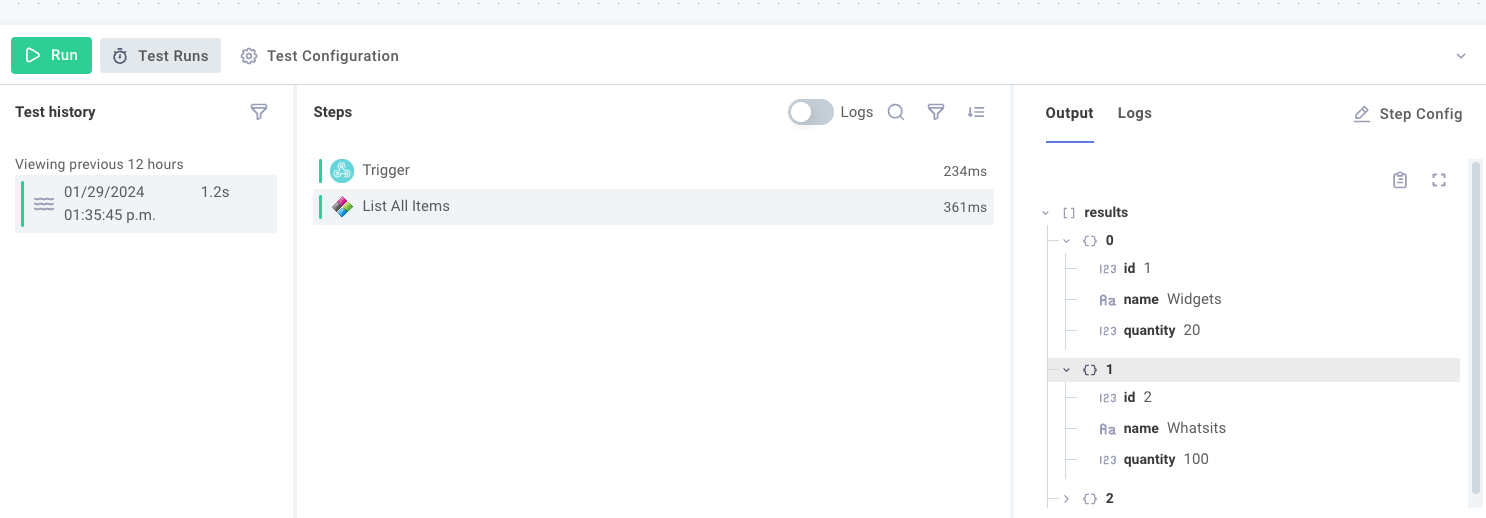 Run
Test Runs
Test Configuration
Test history
Viewing previous 12 hours
01/29/2024 1.2s
01:35:45 p.m.
Steps
Logs
Trigger 234ms
List All Items 361ms
Output Logs Step Config
[] results
{} 0
123 id 1
Aa name Widgets
123 quantity 20
{} 1
123 id 2
Aa name Whatsits
123 quantity 100
{} 2